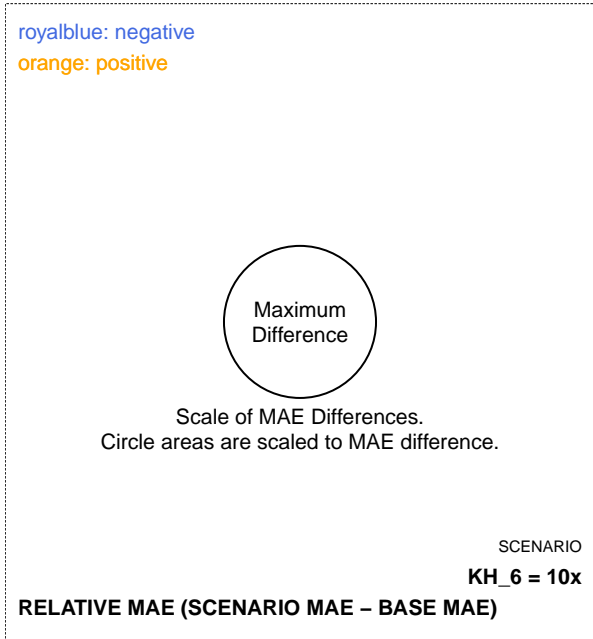 royalblue: negative
orange: positive
Maximum
Difference
Scale of MAE Differences.
Circle areas are scaled to MAE difference.
SCENARIO
KH_6 = 10x
RELATIVE MAE (SCENARIO MAE – BASE MAE)